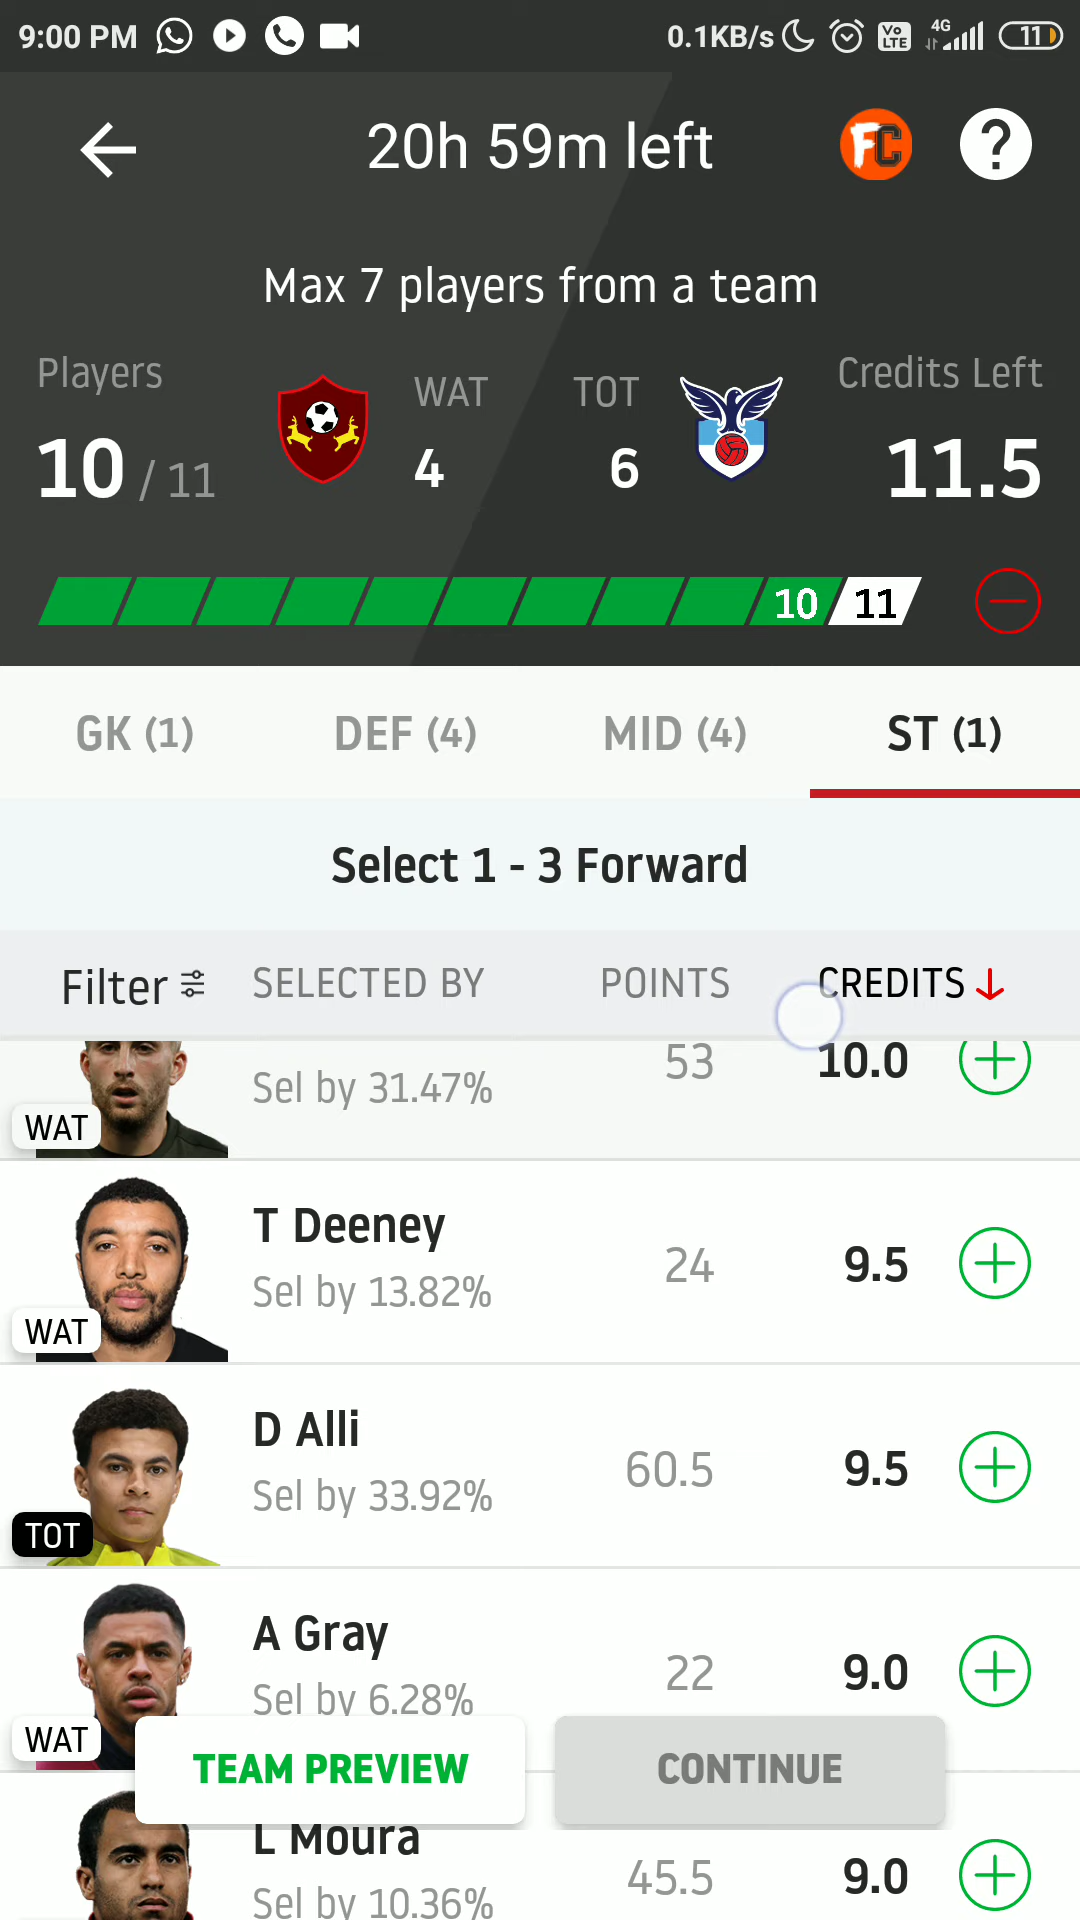 9:00 PM
0.1KB/s
Vo
LTE
4G
11
20h 59m left
FC
?
Max 7 players from a team
Players
WAT
TOT
Credits Left
10 / 11
4
6
11.5
10
11
GK (1)
DEF (4)
MID (4)
ST (1)
Select 1 - 3 Forward
Filter
SELECTED BY
POINTS
CREDITS
53
10.0
Sel by 31.47%
WAT
T Deeney
24
9.5
Sel by 13.82%
WAT
D Alli
60.5
9.5
Sel by 33.92%
TOT
A Gray
22
9.0
Sel by 6.28%
WAT
TEAM PREVIEW
CONTINUE
L Moura
45.5
9.0
Sel by 10.36%